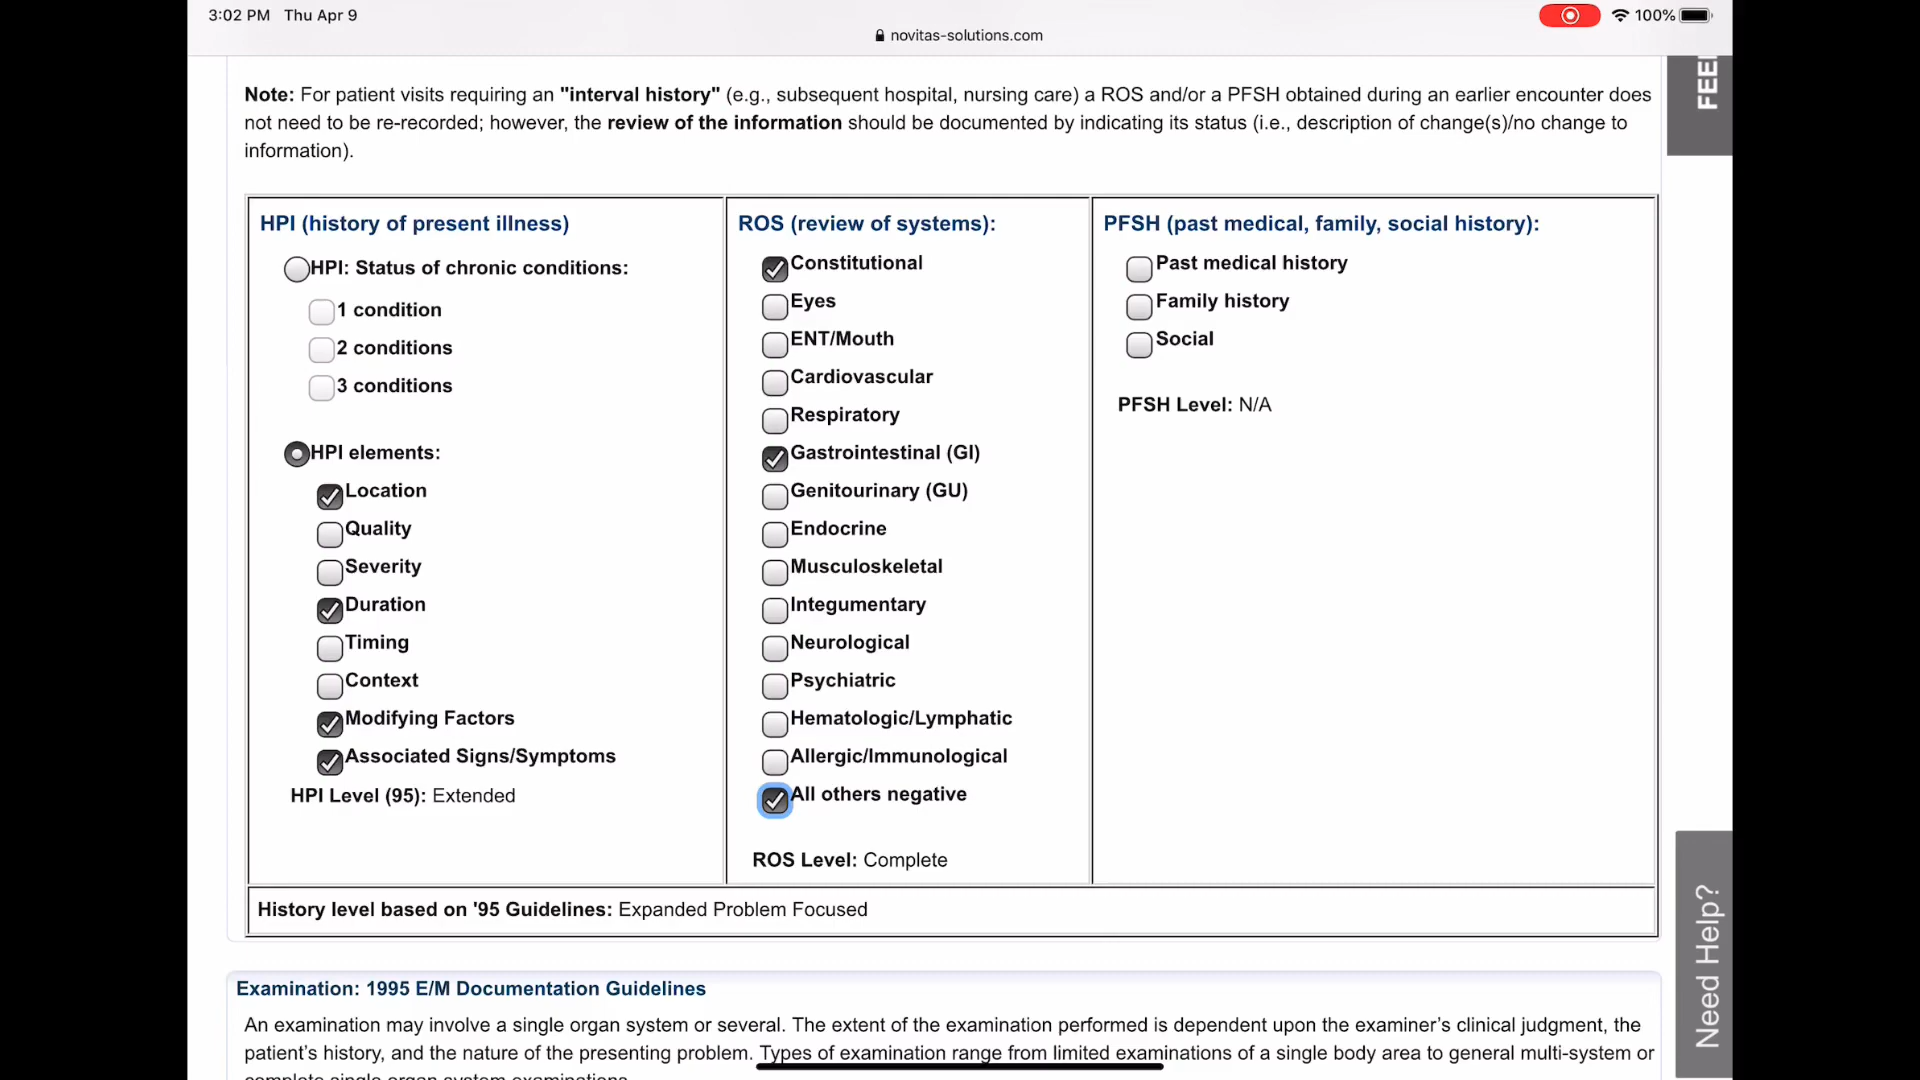 3:02 PM Thu Apr 9
100%
novitas-solutions.com
FEE
Note: For patient visits requiring an "interval history" (e.g., subsequent hospital, nursing care) a ROS and/or a PFSH obtained during an earlier encounter does
not need to be re-recorded; however, the review of the information should be documented by indicating its status (i.e., description of change(s)/no change to
information).
HPI (history of present illness)
HPI: Status of chronic conditions:
1 condition
2 conditions
3 conditions
HPI elements:
Location
Quality
Severity
Duration
Timing
Context
Modifying Factors
Associated Signs/Symptoms
HPI Level (95): Extended
ROS (review of systems):
Constitutional
Eyes
ENT/Mouth
Cardiovascular
Respiratory
Gastrointestinal (GI)
Genitourinary (GU)
Endocrine
Musculoskeletal
Integumentary
Neurological
Psychiatric
Hematologic/Lymphatic
Allergic/Immunological
All others negative
ROS Level: Complete
PFSH (past medical, family, social history):
Past medical history
Family history
Social
PFSH Level: N/A
History level based on '95 Guidelines: Expanded Problem Focused
Need Help?
Examination: 1995 E/M Documentation Guidelines
An examination may involve a single organ system or several. The extent of the examination performed is dependent upon the examiner's clinical judgment, the
patient's history, and the nature of the presenting problem. Types of examination range from limited examinations of a single body area to general multi-system or
complete single organ system examinations.